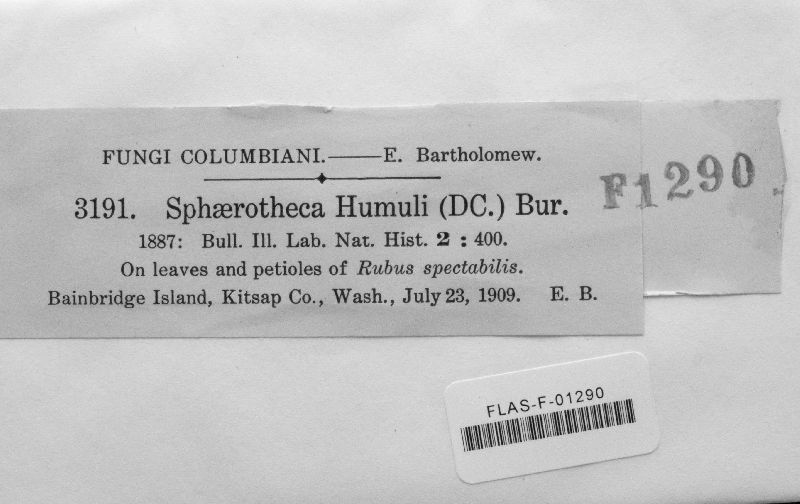 FUNGI COLUMBIANI.——E. Bartholomew.
3191. Sphærotheca Humuli (DC.) Bur.
1887: Bull. Ill. Lab. Nat. Hist. 2 : 400.
On leaves and petioles of Rubus spectabilis.
Bainbridge Island, Kitsap Co., Wash., July 23, 1909. E. B.
F1290
FLAS-F-01290